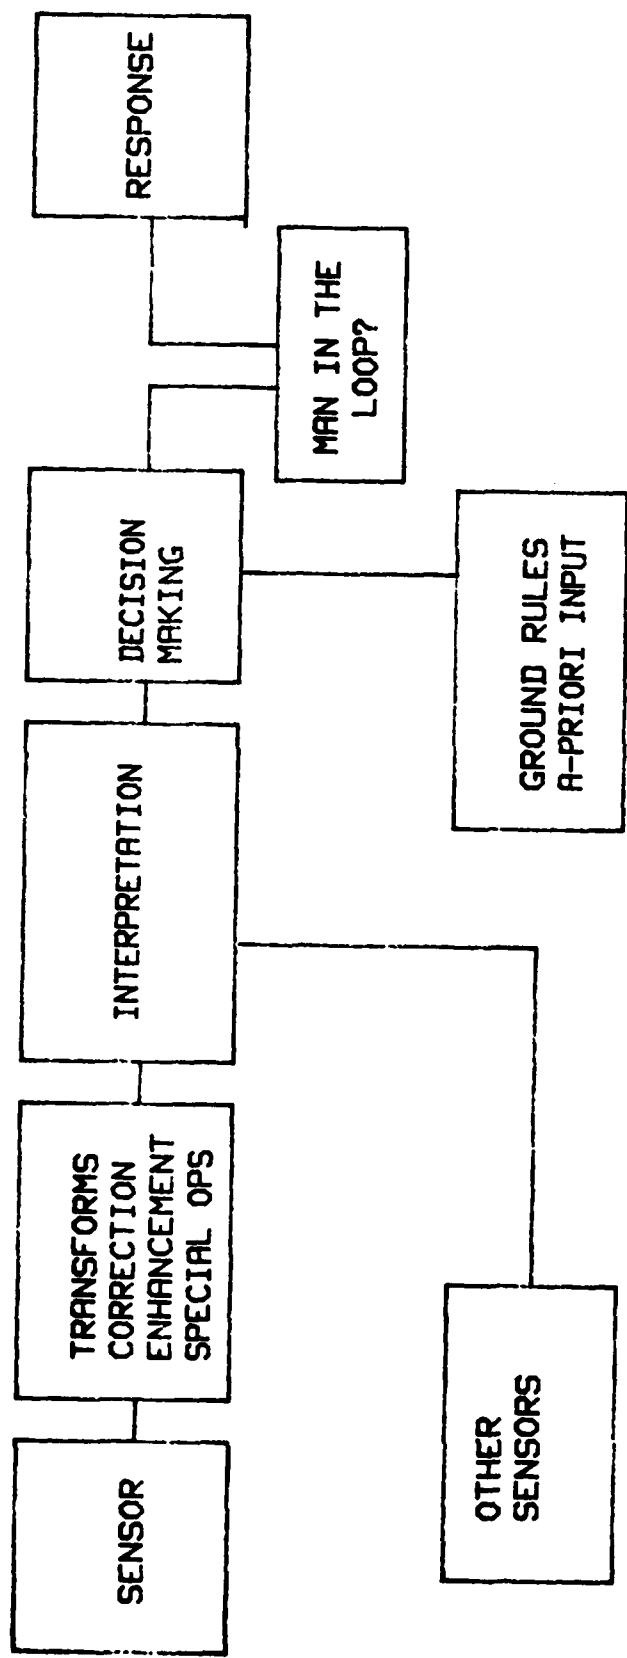 SENSOR
TRANSFORMS
CORRECTION
ENHANCEMENT
SPECIAL OPS
INTERPRETATION
DECISION
MAKING
RESPONSE
MAN IN THE
LOOP?
OTHER
SENSORS
GROUND RULES
A-PRIORI INPUT